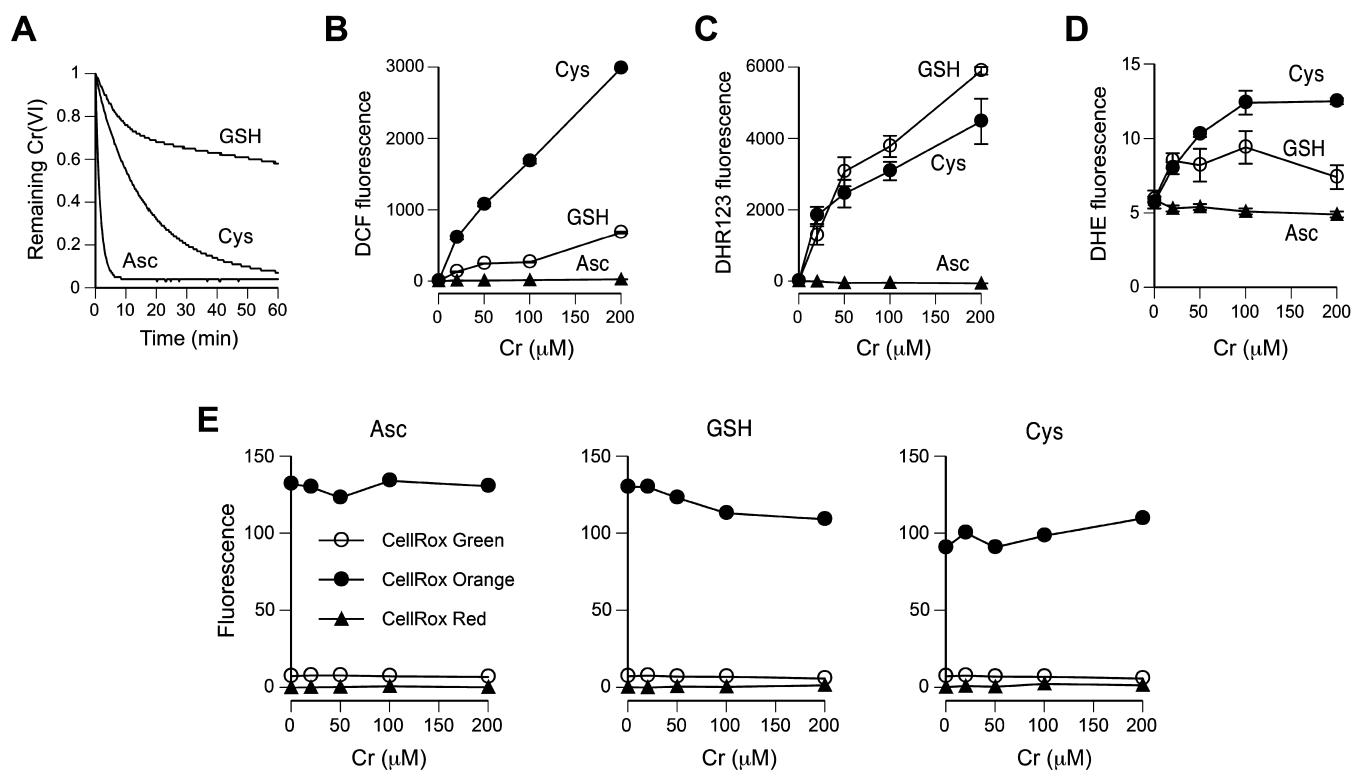 A
Remaining Cr(VI)
1
0.8
0.6
0.4
0.2
0
GSH
Cys
Asc
0 10 20 30 40 50 60
Time (min)
B
DCF fluorescence
3000
2000
1000
0
Cys
GSH
Asc
0 50 100 150 200
Cr (µM)
C
DHR123 fluorescence
6000
4000
2000
0
GSH
Cys
Asc
0 50 100 150 200
Cr (µM)
D
DHE fluorescence
15
10
5
0
Cys
GSH
Asc
0 50 100 150 200
Cr (µM)
E
Asc
Fluorescence
150
100
50
0
CellRox Green
CellRox Orange
CellRox Red
0 50 100 150 200
Cr (µM)
GSH
150
100
50
0
0 50 100 150 200
Cr (µM)
Cys
150
100
50
0
0 50 100 150 200
Cr (µM)